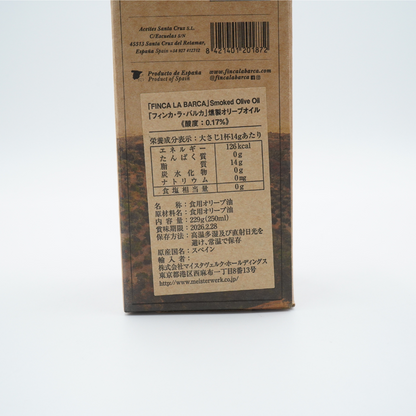 Aceites Santa Cruz S.L.
C/Escuelas S/N
45513 Santa Cruz del Retamar,
España Spain +34 927 412105
8 421401 201872
Producto de España
Product of Spain
www.fincalabarca.com
fincalabarca
「FINCA LA BARCA」Smoked Olive Oil
「フィンカ・ラ・バルカ」燻製オリーブオイル
《酸度：0.17%》
栄養成分表示：大さじ1杯14gあたり
エネルギー 126kcal
たんぱく質 0g
脂質 14g
炭水化物 0g
ナトリウム 0mg
食塩相当量 0g
名称：食用オリーブ油
原材料名：食用オリーブ油
内容量：229g(250ml)
賞味期限：2026.2.28
保存方法：高温多湿及び直射日光を
避け、常温で保存
原産国名：スペイン
輸入者：
株式会社マイスタヴェルク・ホールディングス
東京都港区西麻布一丁目8番13号
http://www.meisterwerk.co.jp/